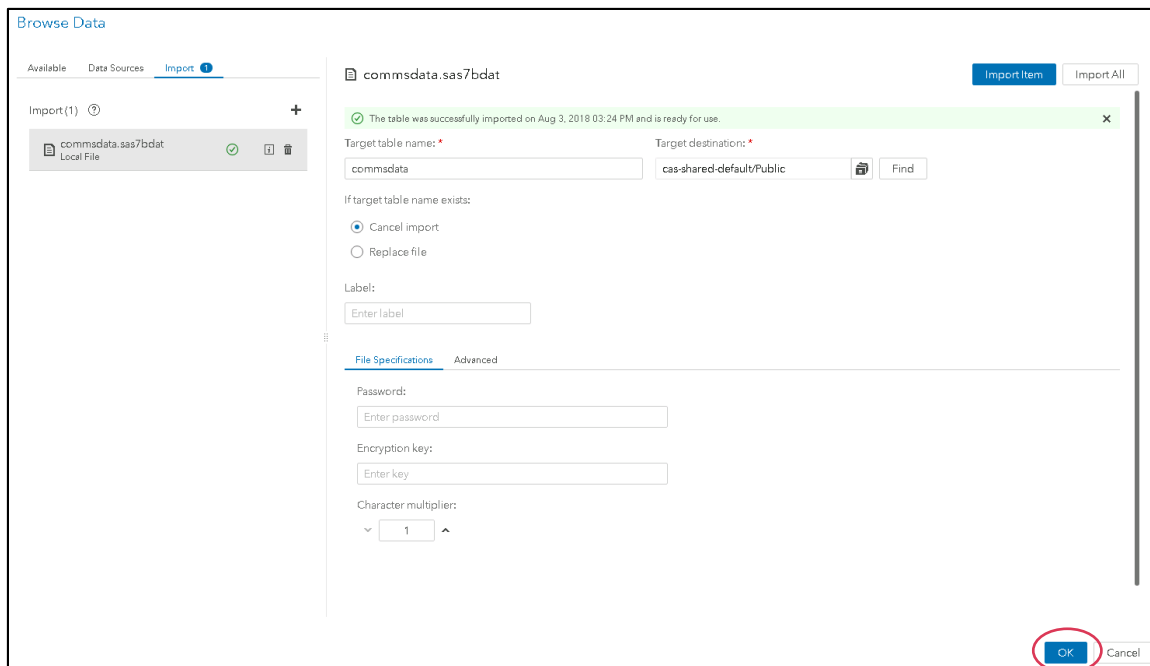 Browse Data
Available Data Sources Import 1
commsdata.sas7bdat
Import Item Import All
Import (1) ?
The table was successfully imported on Aug 3, 2018 03:24 PM and is ready for use.
commsdata.sas7bdat
Local File
Target table name: * Target destination: *
commsdata cas-shared-default/Public Find
If target table name exists:
Cancel import
Replace file
Label:
Enter label
File Specifications Advanced
Password:
Enter password
Encryption key:
Enter key
Character multiplier:
1
OK Cancel